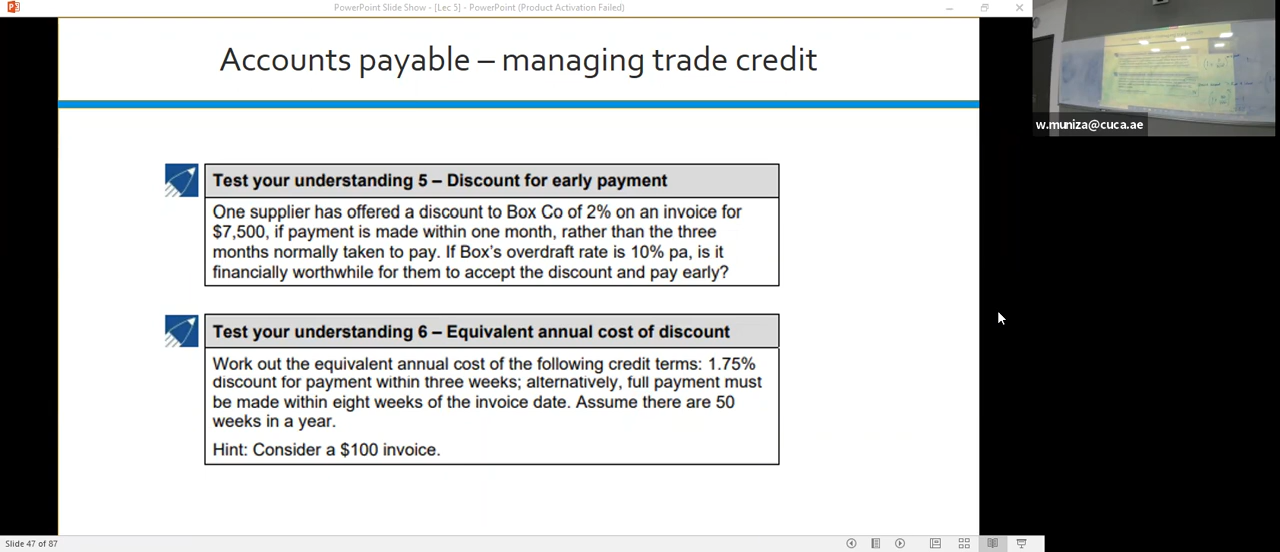 PowerPoint Slide Show - [Lec 3] - PowerPoint (Product Activation Failed)
Accounts payable – managing trade credit
w.muniza@cuca.ae
Test your understanding 5 – Discount for early payment
One supplier has offered a discount to Box Co of 2% on an invoice for
$7,500, if payment is made within one month, rather than the three
months normally taken to pay. If Box's overdraft rate is 10% pa, is it
financially worthwhile for them to accept the discount and pay early?
Test your understanding 6 – Equivalent annual cost of discount
Work out the equivalent annual cost of the following credit terms: 1.75%
discount for payment within three weeks; alternatively, full payment must
be made within eight weeks of the invoice date. Assume there are 50
weeks in a year.
Hint: Consider a $100 invoice.
Slide 47 of 87